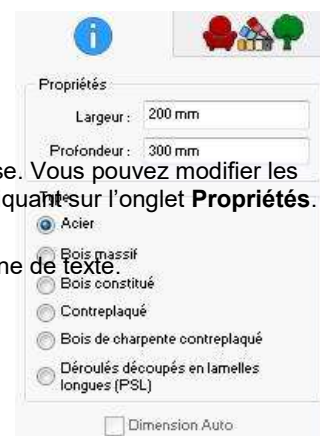 Propriétés
Largeur : 200 mm
Profondeur : 300 mm
se. Vous pouvez modifier les
quant sur l’onglet Propriétés.
Type
Acier
Bois massif
ne de texte.
Bois constitué
Contreplaqué
Bois de charpente contreplaqué
Déroulés découpés en lamelles
longues (PSL)
Dimension Auto